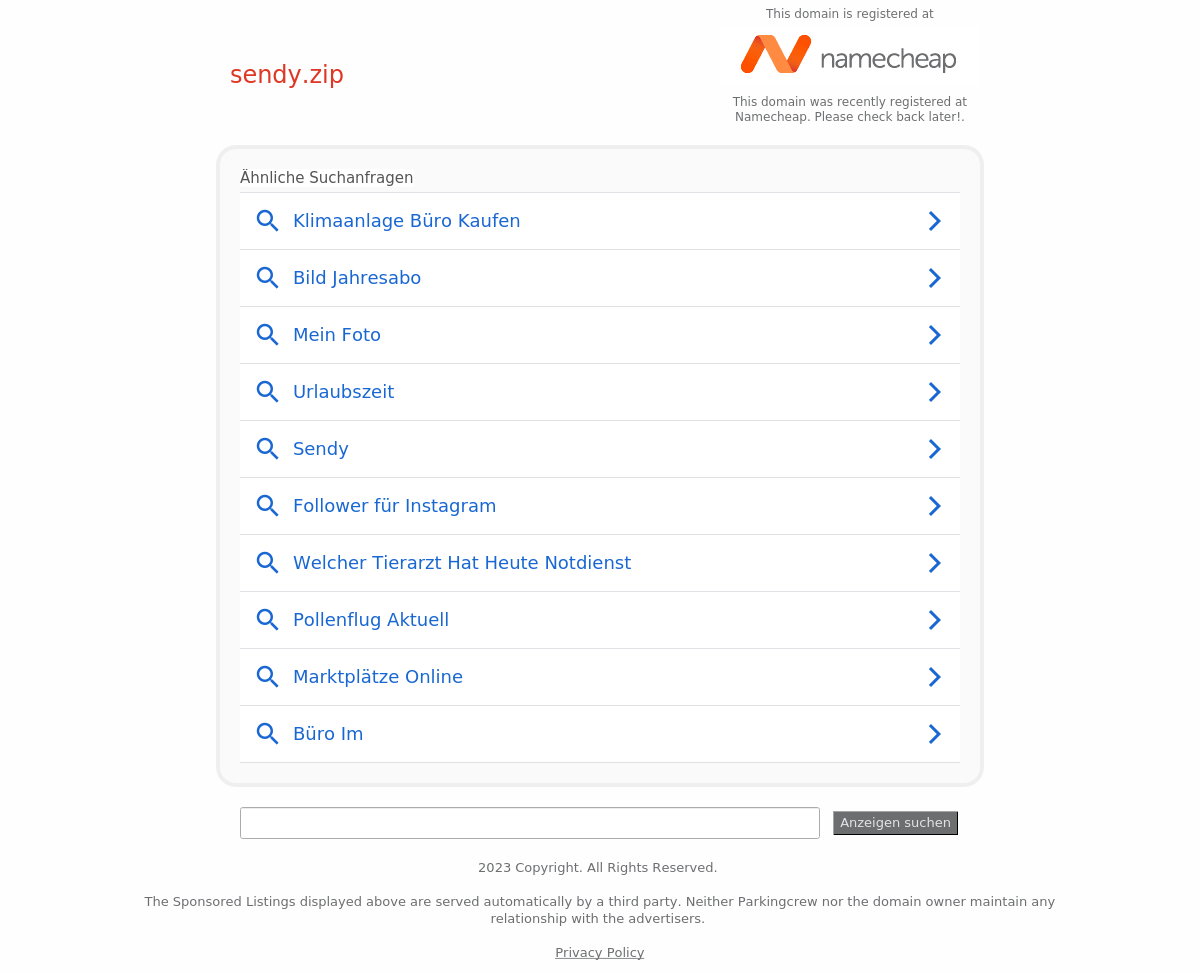 This domain is registered at
namecheap
sendy.zip
This domain was recently registered at
Namecheap. Please check back later!.
Ähnliche Suchanfragen
Klimaanlage Büro Kaufen
Bild Jahresabo
Mein Foto
Urlaubszeit
Sendy
Follower für Instagram
Welcher Tierarzt Hat Heute Notdienst
Pollenflug Aktuell
Marktplätze Online
Büro Im
Anzeigen suchen
2023 Copyright. All Rights Reserved.
The Sponsored Listings displayed above are served automatically by a third party. Neither Parkingcrew nor the domain owner maintain any
relationship with the advertisers.
Privacy Policy